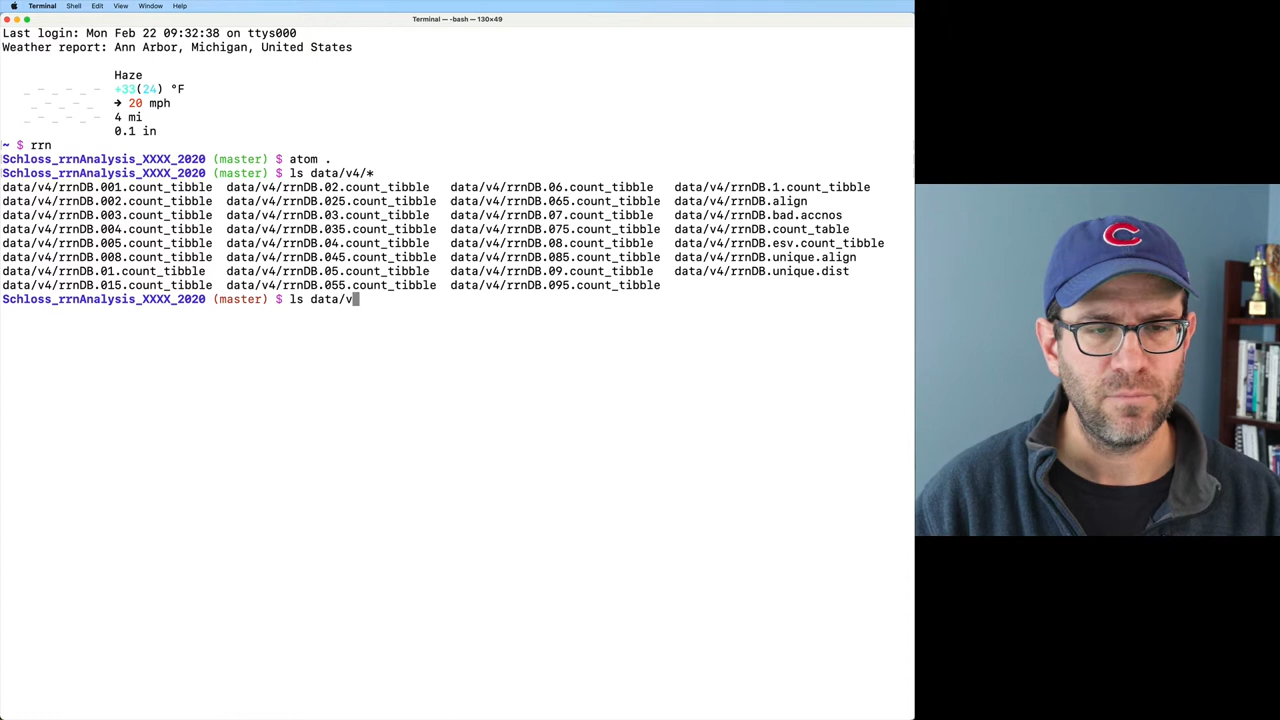 Terminal Shell Edit View Window Help
Terminal — -bash — 130×49
Last login: Mon Feb 22 09:32:38 on ttys000
Weather report: Ann Arbor, Michigan, United States
Haze
_ - _ - _ - +33(24) °F
_ - _ - _ ➔ 20 mph
_ - _ - _ - 4 mi
0.1 in
~ $ rrn
Schloss_rrnAnalysis_XXXX_2020 (master) $ atom .
Schloss_rrnAnalysis_XXXX_2020 (master) $ ls data/v4/*
data/v4/rrnDB.001.count_tibble data/v4/rrnDB.02.count_tibble data/v4/rrnDB.06.count_tibble data/v4/rrnDB.1.count_tibble
data/v4/rrnDB.002.count_tibble data/v4/rrnDB.025.count_tibble data/v4/rrnDB.065.count_tibble data/v4/rrnDB.align
data/v4/rrnDB.003.count_tibble data/v4/rrnDB.03.count_tibble data/v4/rrnDB.07.count_tibble data/v4/rrnDB.bad.accnos
data/v4/rrnDB.004.count_tibble data/v4/rrnDB.035.count_tibble data/v4/rrnDB.075.count_tibble data/v4/rrnDB.count_table
data/v4/rrnDB.005.count_tibble data/v4/rrnDB.04.count_tibble data/v4/rrnDB.08.count_tibble data/v4/rrnDB.esv.count_tibble
data/v4/rrnDB.008.count_tibble data/v4/rrnDB.045.count_tibble data/v4/rrnDB.085.count_tibble data/v4/rrnDB.unique.align
data/v4/rrnDB.01.count_tibble data/v4/rrnDB.05.count_tibble data/v4/rrnDB.09.count_tibble data/v4/rrnDB.unique.dist
data/v4/rrnDB.015.count_tibble data/v4/rrnDB.055.count_tibble data/v4/rrnDB.095.count_tibble
Schloss_rrnAnalysis_XXXX_2020 (master) $ ls data/v
C